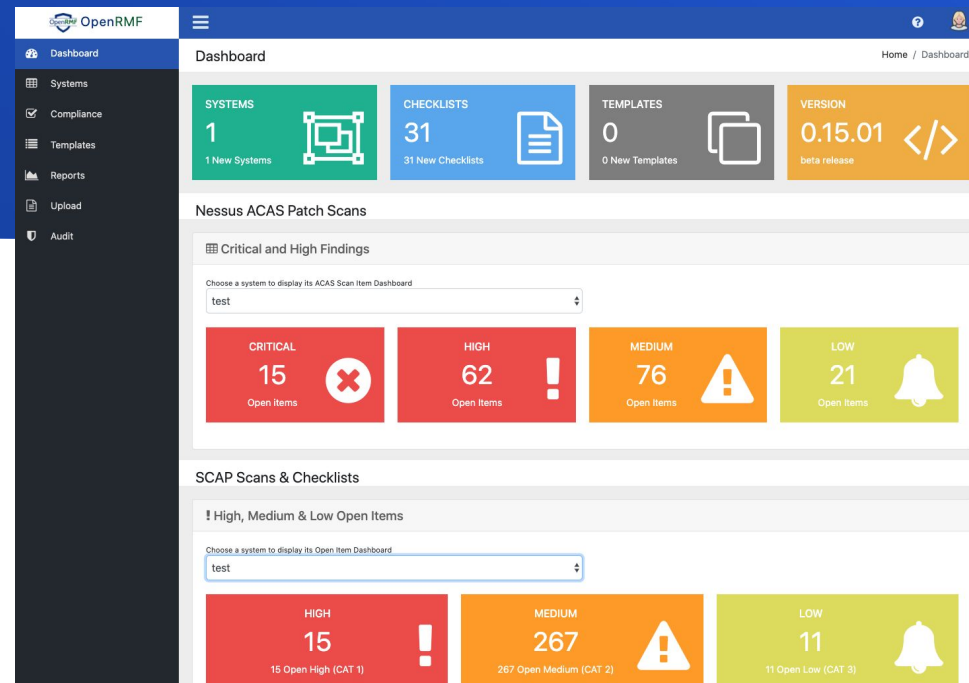 OpenRMF OpenRMF
Dashboard
Systems
Compliance
Templates
Reports
Upload
Audit
Dashboard
Home / Dashboard
SYSTEMS
1
1 New Systems
CHECKLISTS
31
31 New Checklists
TEMPLATES
0
0 New Templates
VERSION
0.15.01
beta release
Nessus ACAS Patch Scans
Critical and High Findings
Choose a system to display its ACAS Scan Item Dashboard
test
CRITICAL
15
Open items
HIGH
62
Open Items
MEDIUM
76
Open Items
LOW
21
Open Items
SCAP Scans & Checklists
High, Medium & Low Open Items
Choose a system to display its Open Item Dashboard
test
HIGH
15
15 Open High (CAT 1)
MEDIUM
267
267 Open Medium (CAT 2)
LOW
11
11 Open Low (CAT 3)